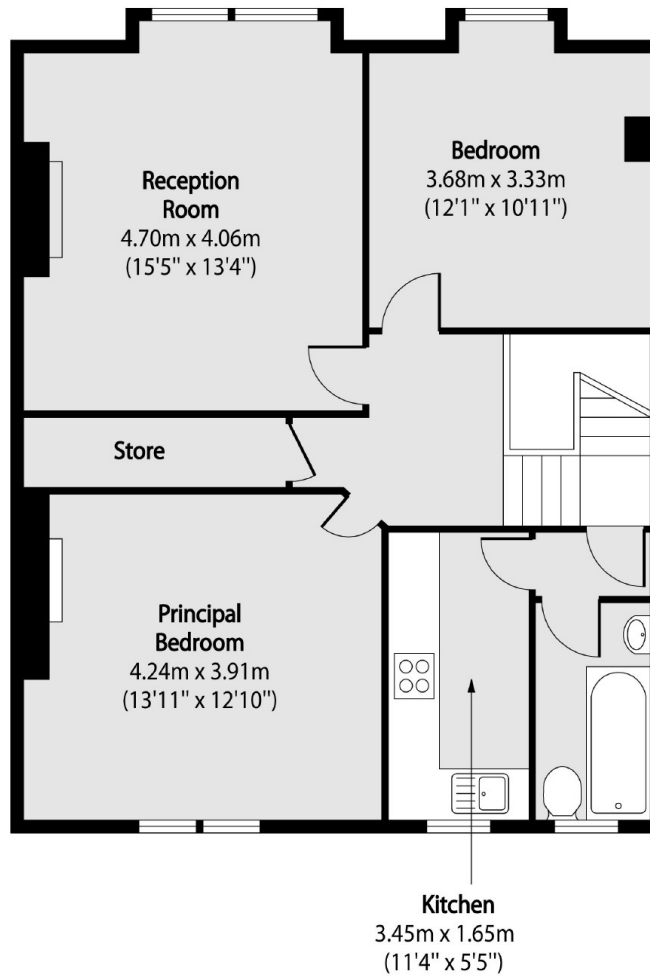 Reception
Room
4.70m x 4.06m
(15'5" x 13'4")
Bedroom
3.68m x 3.33m
(12'1" x 10'11")
Store
Principal
Bedroom
4.24m x 3.91m
(13'11" x 12'10")
Kitchen
3.45m x 1.65m
(11'4" x 5'5")